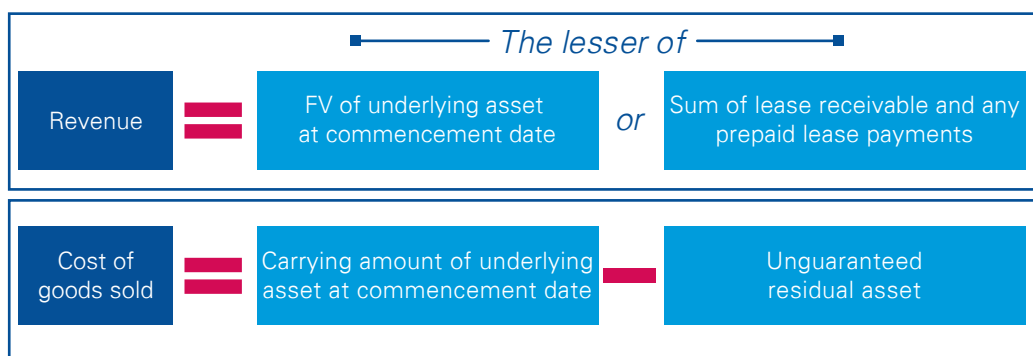 The lesser of
Revenue
FV of underlying asset
at commencement date
or
Sum of lease receivable and any
prepaid lease payments
Cost of
goods sold
Carrying amount of underlying
asset at commencement date
Unguaranteed
residual asset